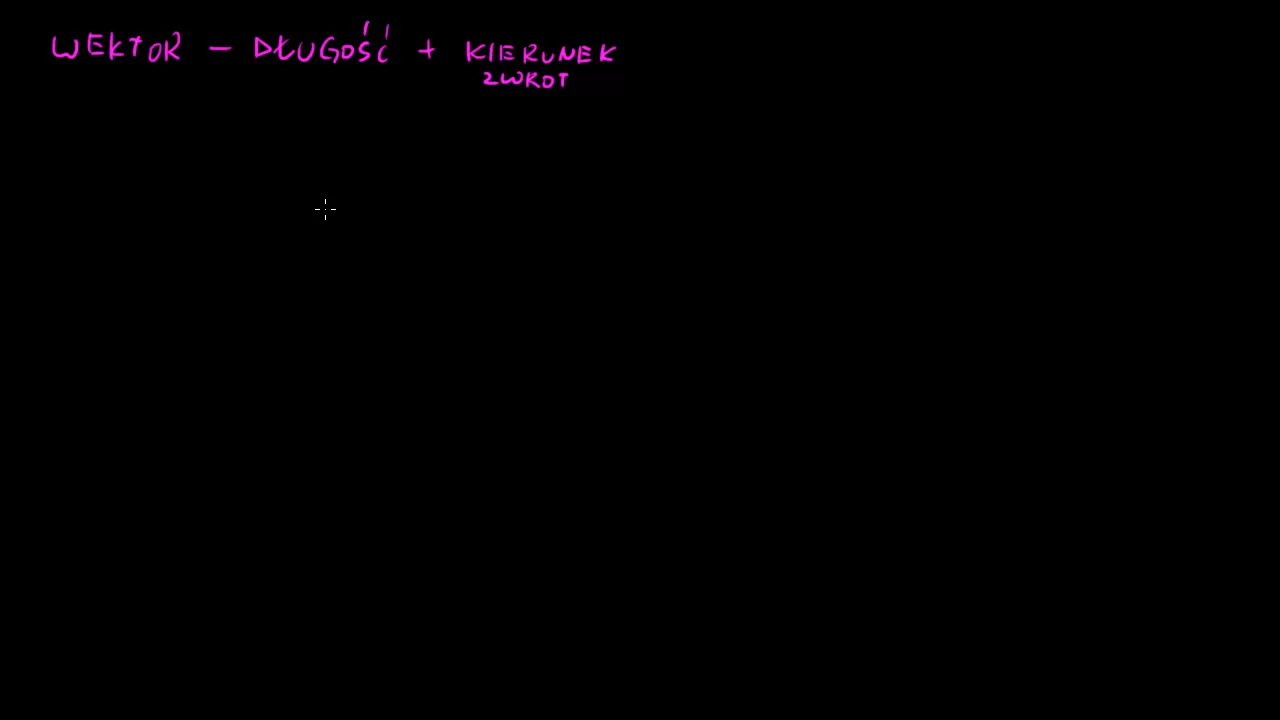 WEKTOR – DŁUGOŚĆ + KIERUNEK
ZWROT